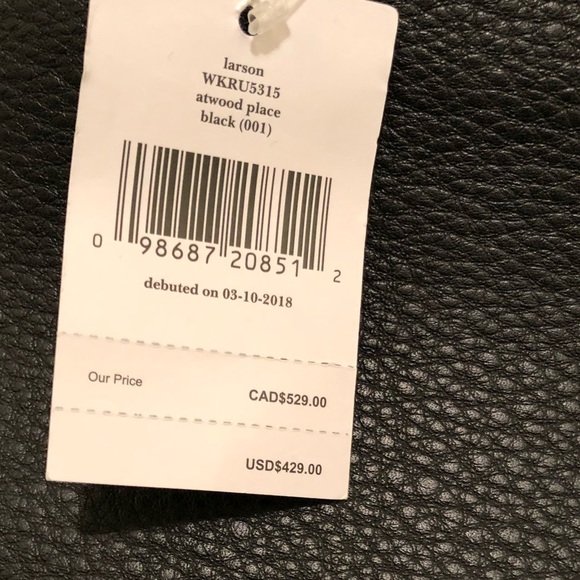 larson
WKRU5315
atwood place
black (001)
0 98687 20851 2
debuted on 03-10-2018
Our Price CAD$529.00
USD$429.00